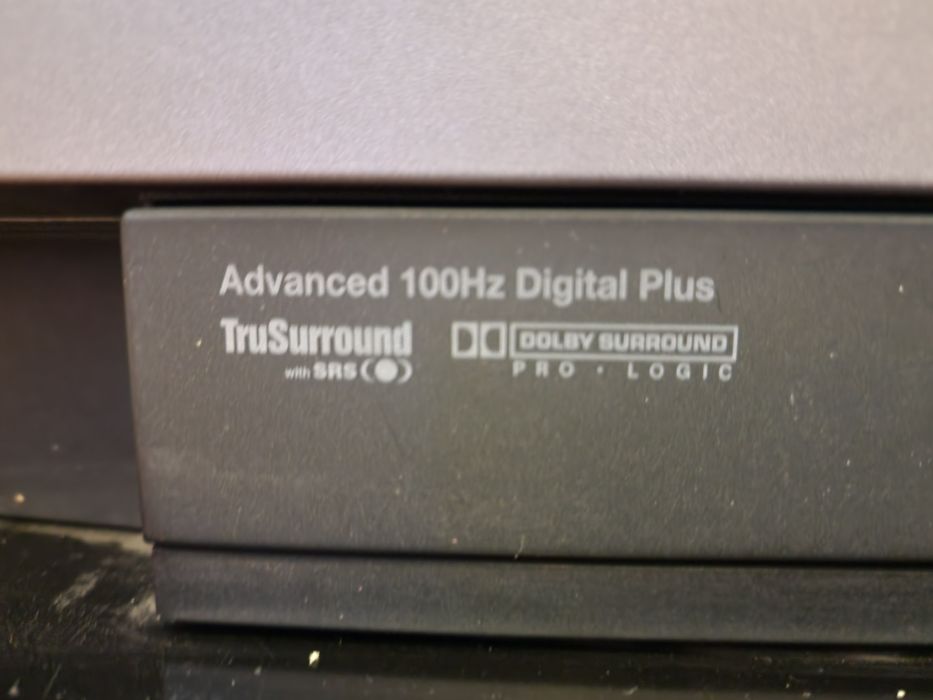 Advanced 100Hz Digital Plus
TruSurround
with SRS
DOLBY SURROUND
PRO · LOGIC